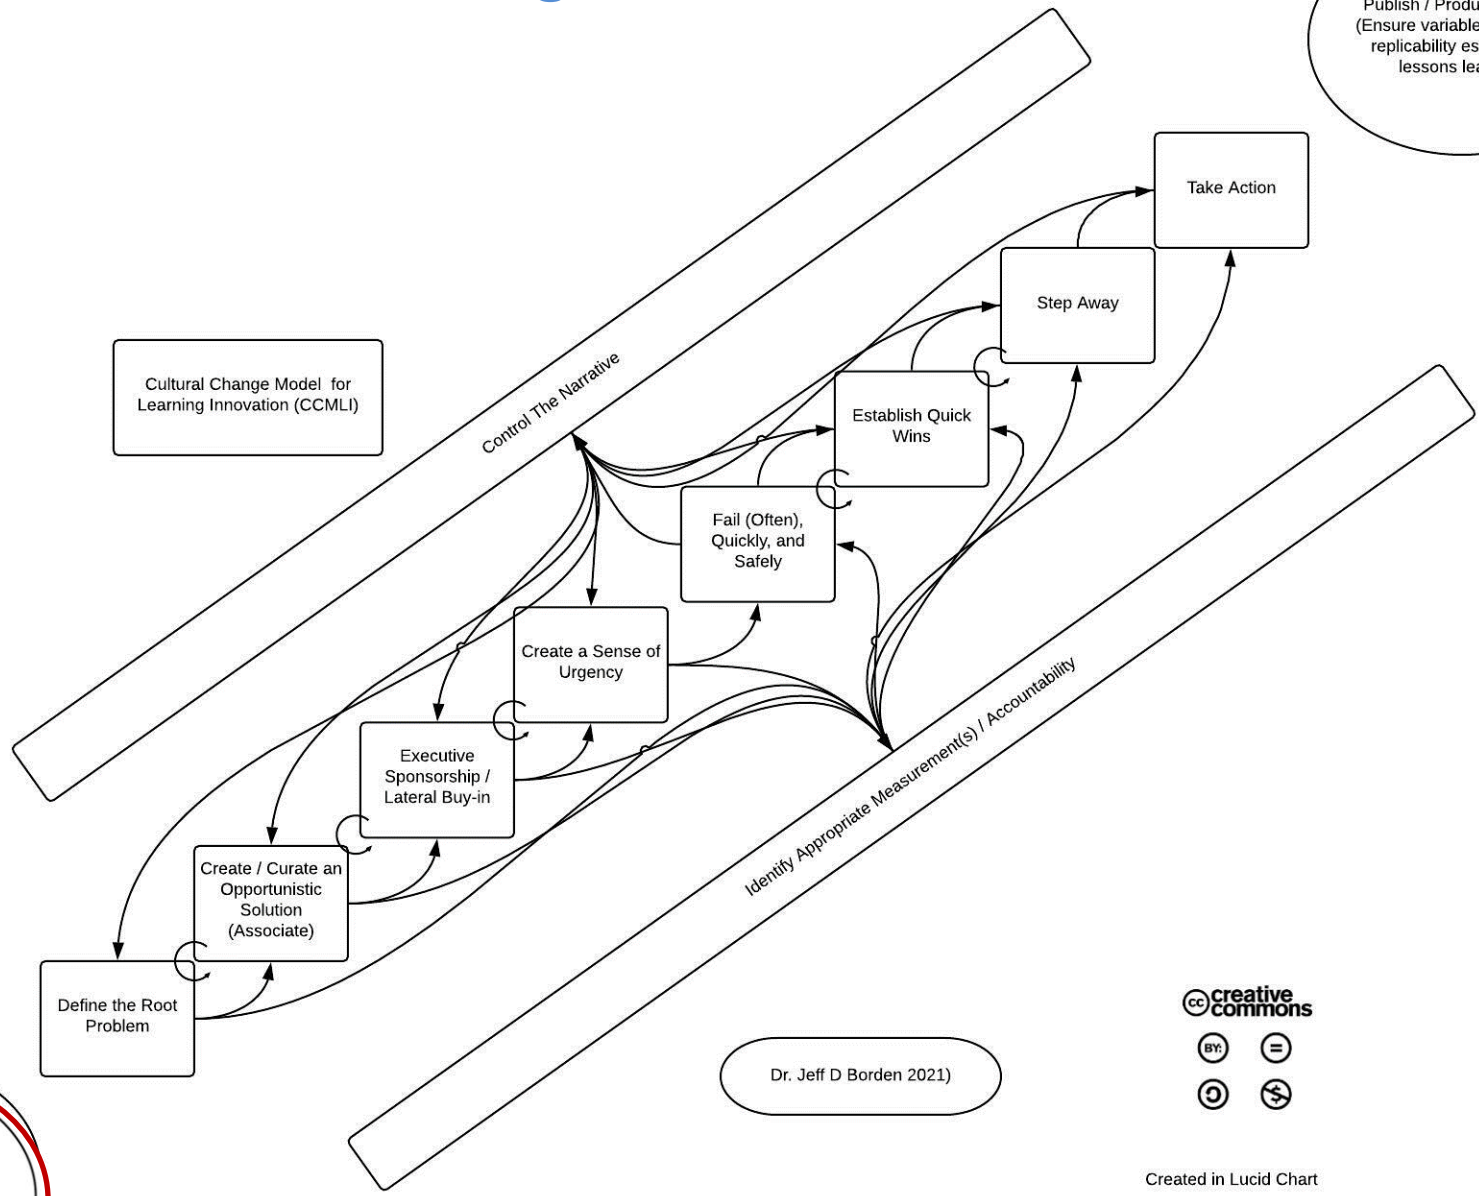 Publish / Produ
(Ensure variable
replicability es
lessons lea
Take Action
Step Away
Cultural Change Model  for
Learning Innovation (CCMLI)
Control The Narrative
Establish Quick
Wins
Fail (Often),
Quickly, and
Safely
Create a Sense of
Urgency
Executive
Sponsorship /
Lateral Buy-in
Identify Appropriate Measurement(s) / Accountability
Create / Curate an
Opportunistic
Solution
(Associate)
Define the Root
Problem
Dr. Jeff D Borden 2021)
cc creative
commons
BY:
Created in Lucid Chart